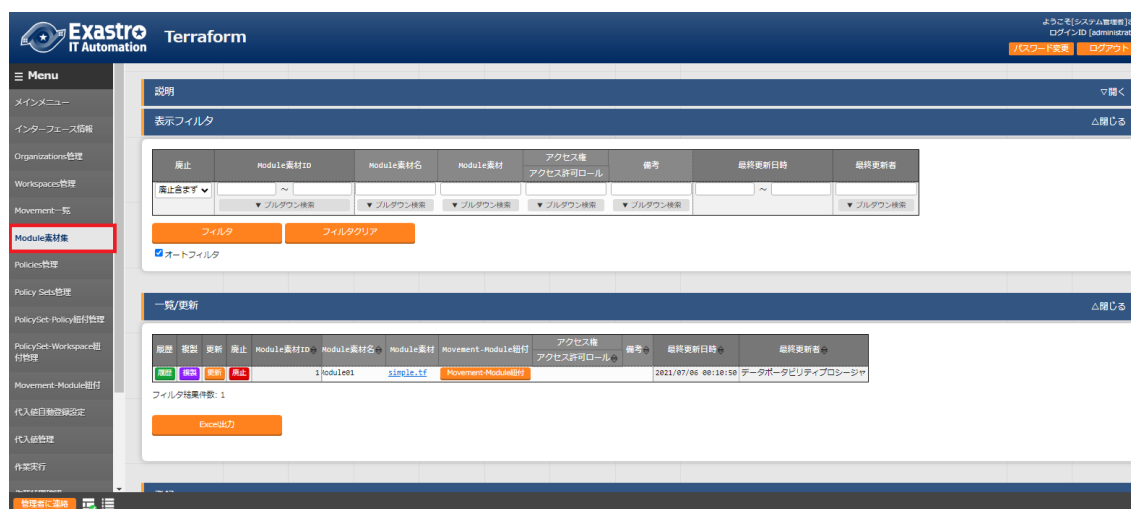 Exastro
IT Automation
Terraform
ようこそ[システム管理者]
ログインID [administrat
パスワード変更
ログアウト
Menu
メインメニュー
インターフェース情報
Organizations管理
Workspaces管理
Movement一覧
Module素材集
Policies管理
Policy Sets管理
PolicySet-Policy紐付管理
PolicySet-Workspace紐
付管理
Movement-Module紐付
代入値自動登録設定
代入値管理
作業実行
管理者に連絡
説明 ▽開く
表示フィルタ △閉じる
廃止 Module素材ID Module素材名 Module素材 アクセス権 備考 最終更新日時 最終更新者
アクセス許可ロール
廃止含まず ~ ~
▼ プルダウン検索 ▼ プルダウン検索 ▼ プルダウン検索 ▼ プルダウン検索 ▼ プルダウン検索 ▼ プルダウン検索
フィルタ フィルタクリア
オートフィルタ
一覧/更新 △閉じる
履歴 複製 更新 廃止 Module素材ID Module素材名 Module素材 Movement-Module紐付 アクセス権 備考 最終更新日時 最終更新者
アクセス許可ロール
履歴 複製 更新 廃止 1 Module01 simple.tf Movement-Module紐付 2021/07/06 00:10:50 データポータビリティプロシージャ
フィルタ結果件数: 1
Excel出力